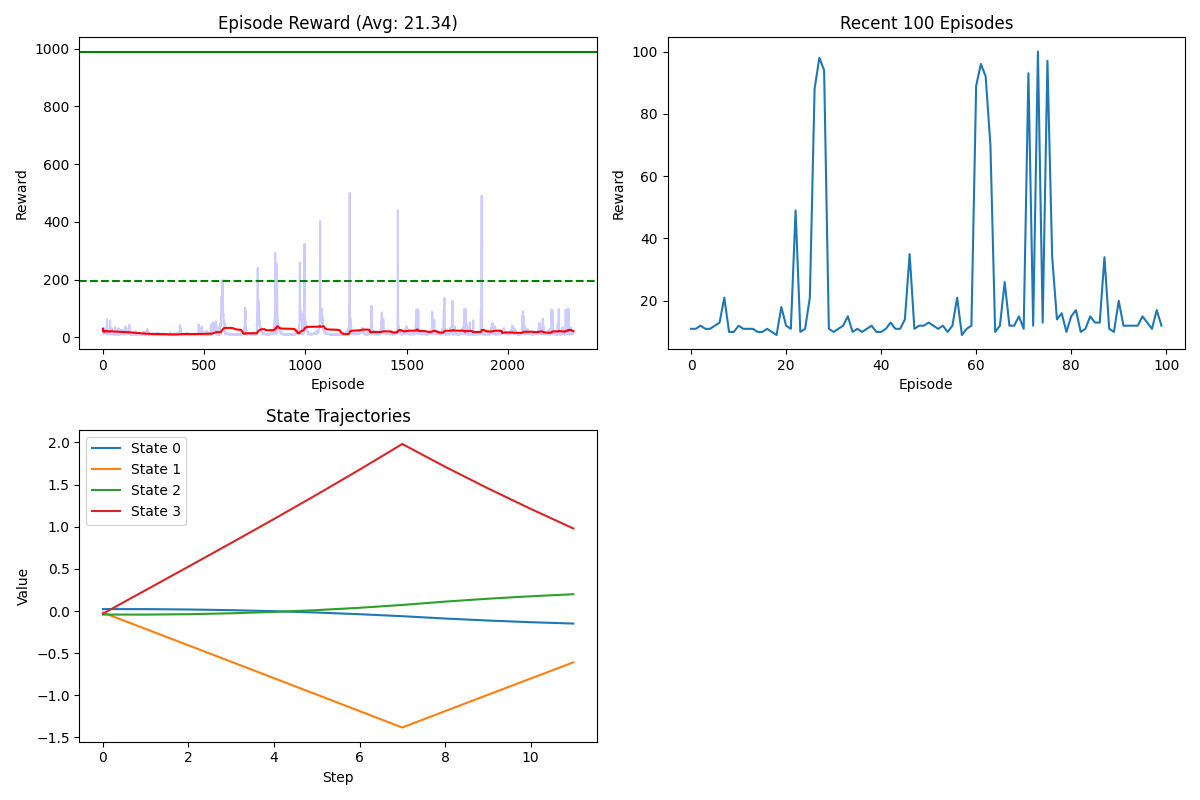 Episode Reward (Avg: 21.34)
Reward
1000
800
600
400
200
0
0 500 1000 1500 2000
Episode
Recent 100 Episodes
Reward
100
80
60
40
20
0 20 40 60 80 100
Episode
State Trajectories
Value
2.0
1.5
1.0
0.5
0.0
−0.5
−1.0
−1.5
State 0
State 1
State 2
State 3
0 2 4 6 8 10
Step